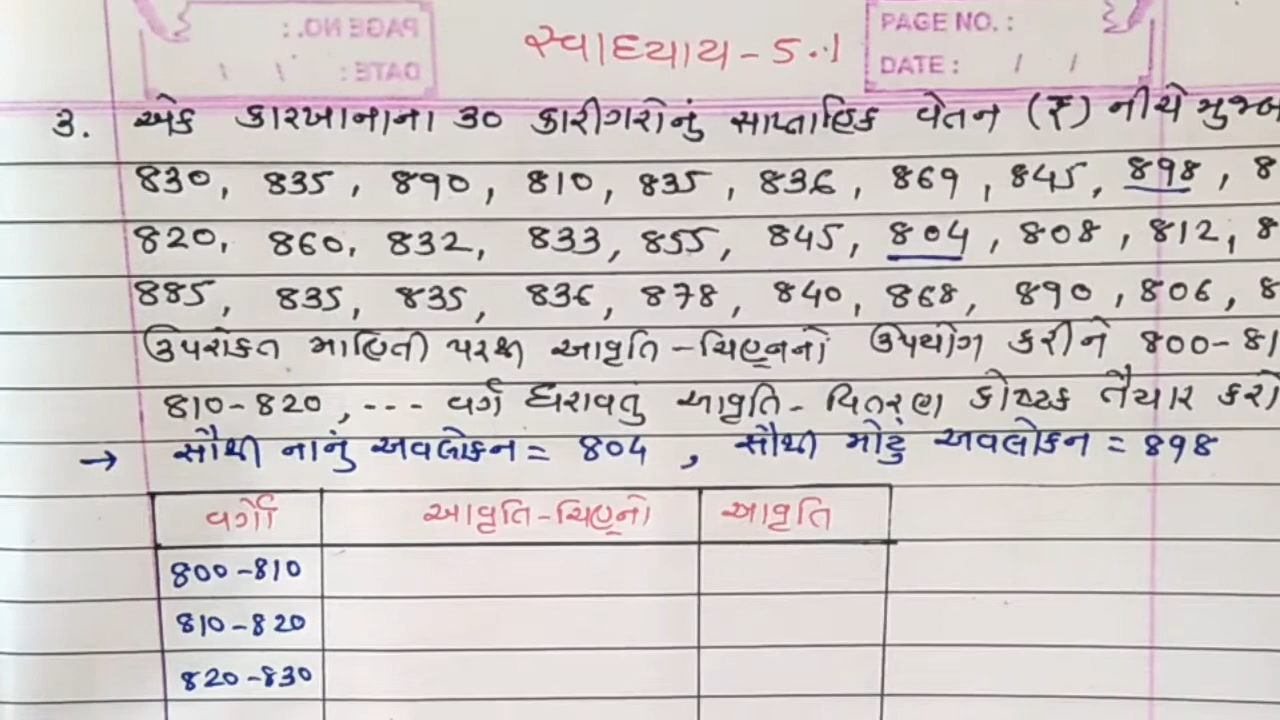 PAGE NO. :
સ્વાધ્યાય - 5.1
PAGE NO. :
DATE : / /
DATE : / /
૩. એક કારખાનાના ૩૦ કારીગરોનું સાપ્તાહિક વેતન (₹) નીચે મુજબ
830, 835, 890, 810, 835, 836, 869, 845, 898, 8
820, 860, 832, 833, 855, 845, 804, 808, 812, 8
885, 835, 835, 836, 878, 840, 868, 890, 806, 8
ઉપરોક્ત માહિતી પરથી આવૃતિ-ચિહ્નનો ઉપયોગ કરીને 800-81
810-820, --- વર્ગ ધરાવતુ આવૃતિ-વિતરણ કોષ્ટક તૈયાર કરો
→ સૌથી નાનું અવલોકન = 804, સૌથી મોટું અવલોકન = 898
વર્ગો આવૃતિ-ચિહ્નો આવૃતિ
800-810
810-820
820-830